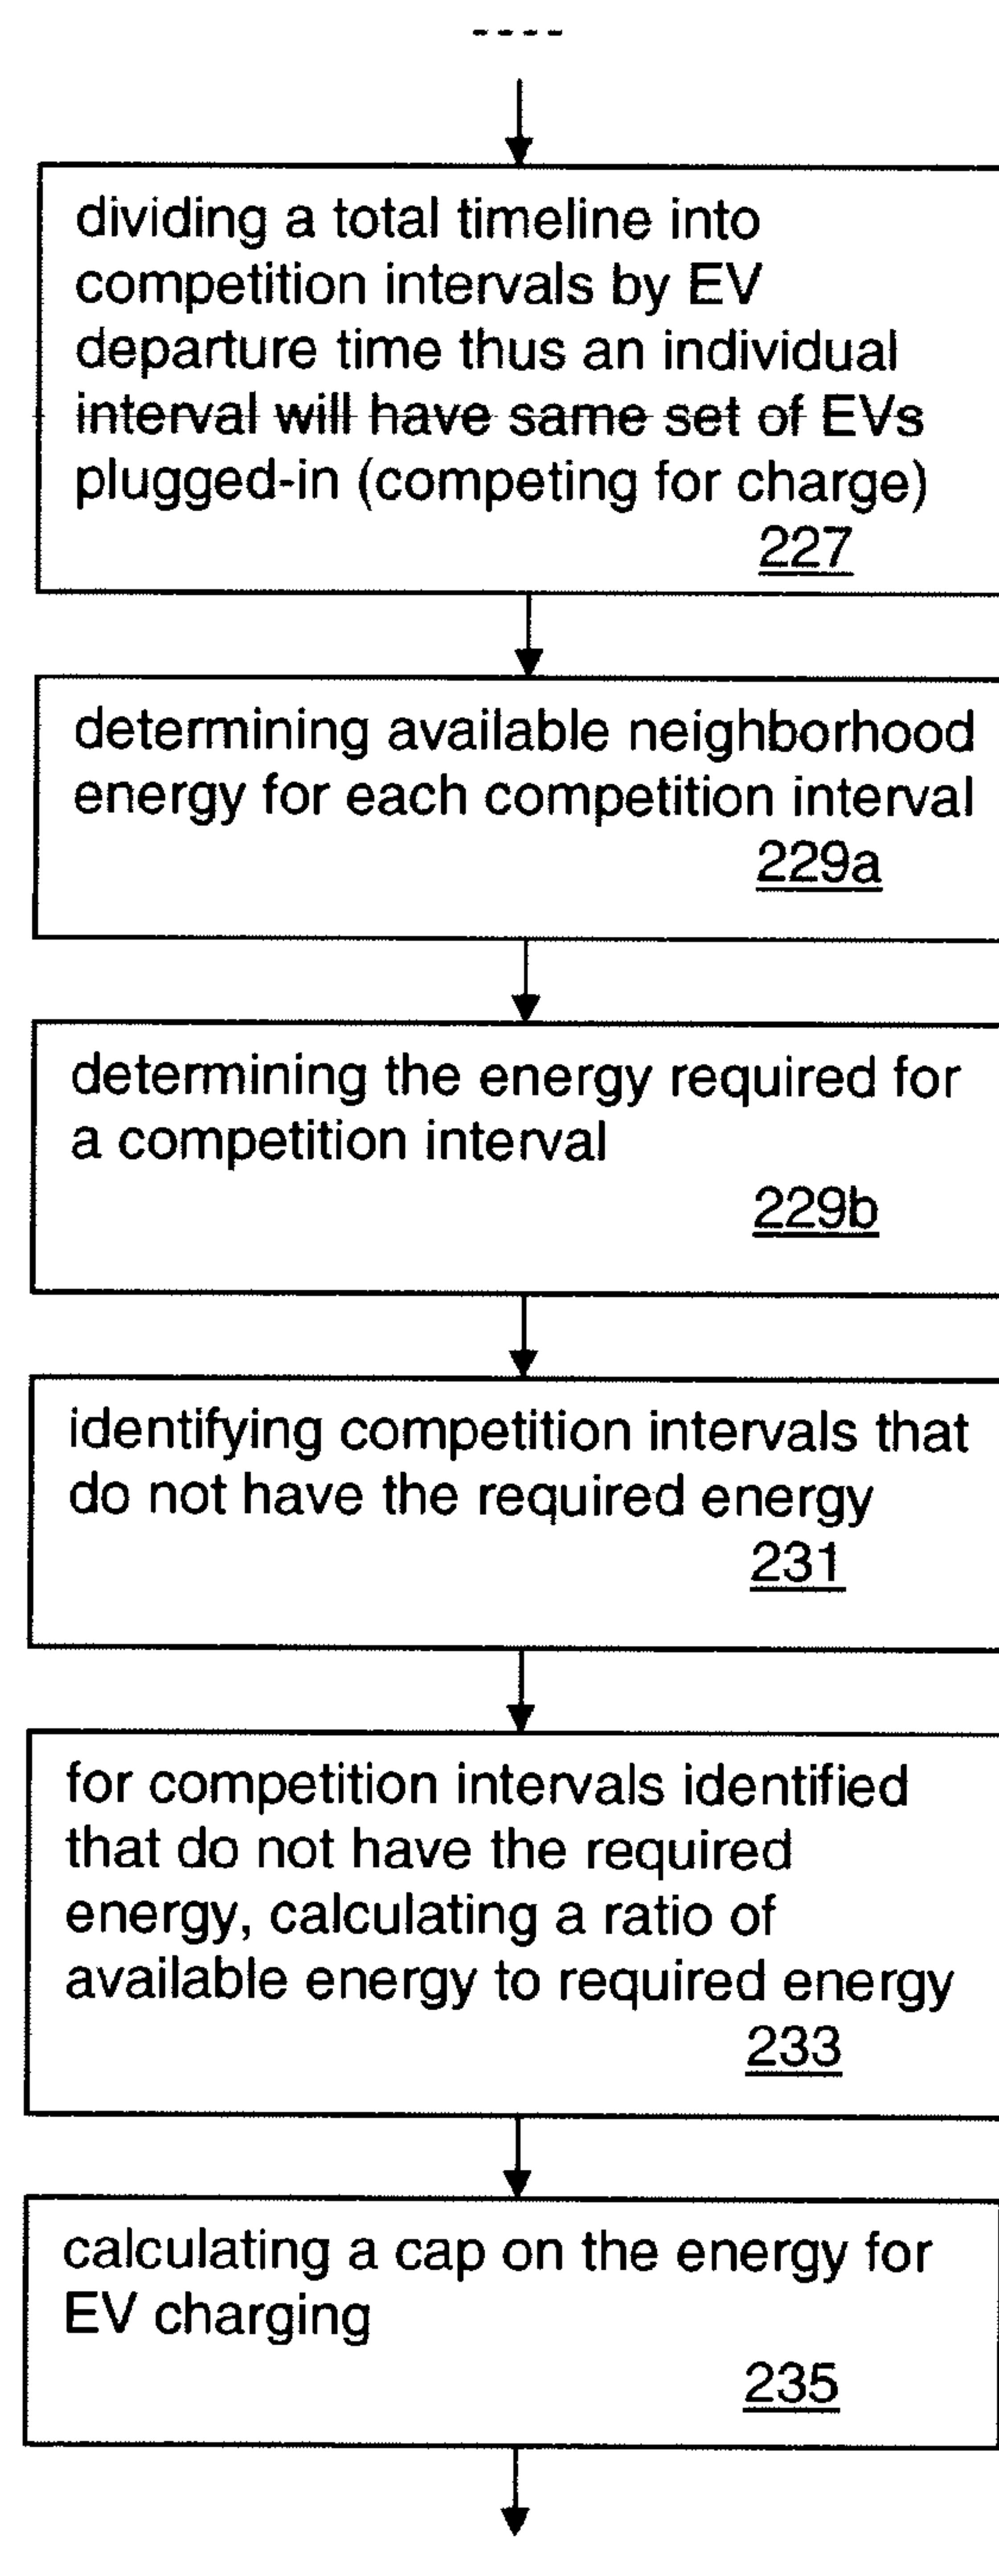 ----
dividing a total timeline into
competition intervals by EV
departure time thus an individual
interval will have same set of EVs
plugged-in (competing for charge)
227
determining available neighborhood
energy for each competition interval
229a
determining the energy required for
a competition interval
229b
identifying competition intervals that
do not have the required energy
231
for competition intervals identified
that do not have the required
energy, calculating a ratio of
available energy to required energy
233
calculating a cap on the energy for
EV charging
235